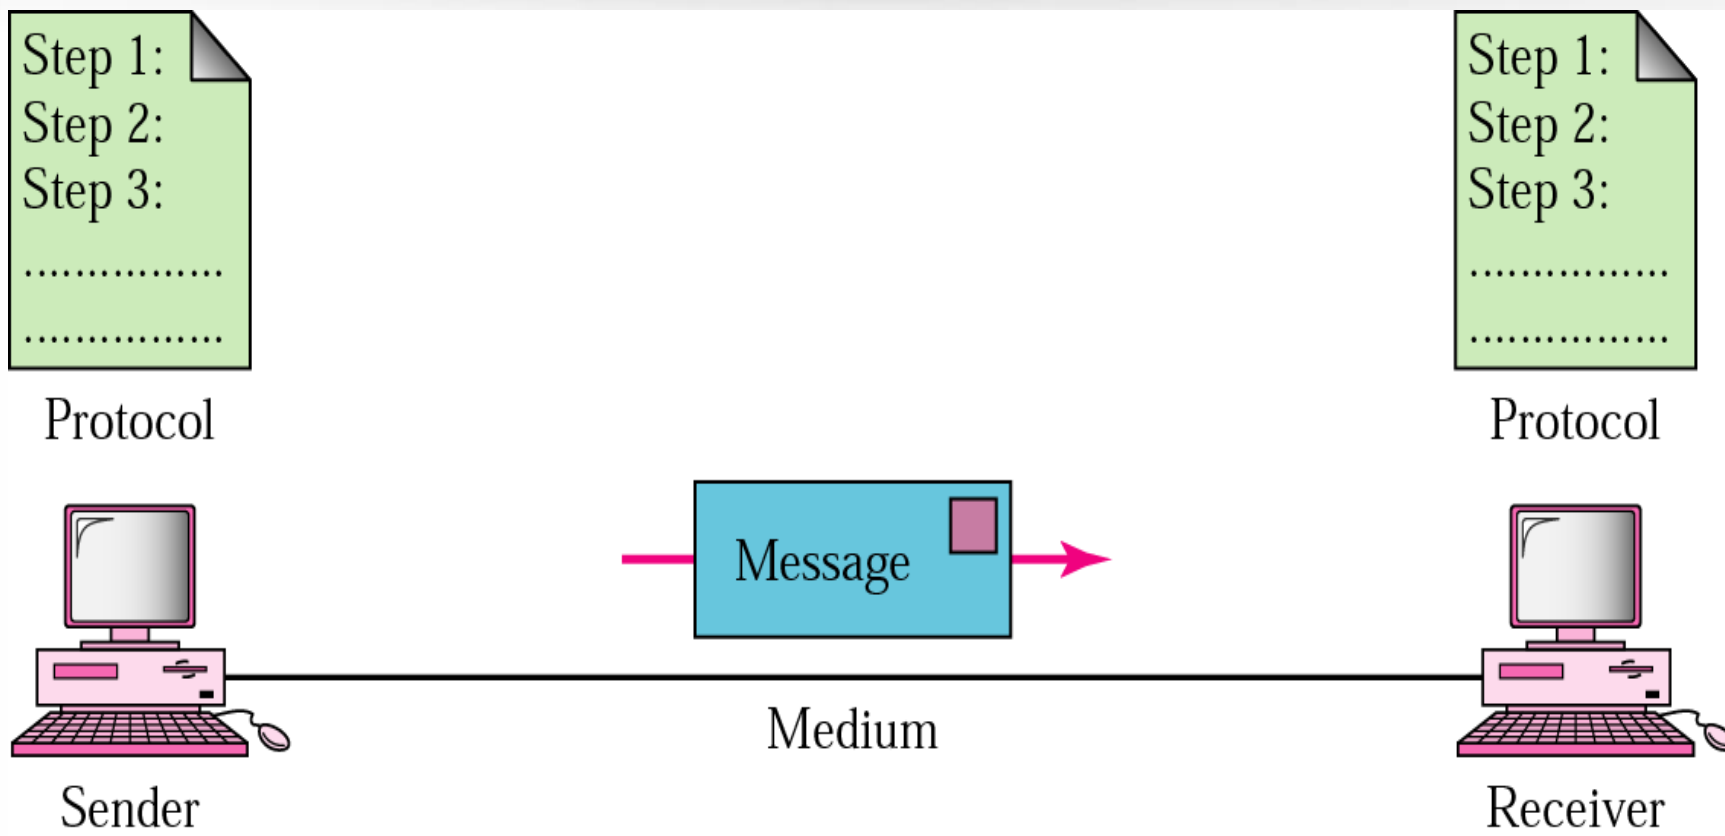 Step 1:
Step 2:
Step 3:
................
................
Protocol
Step 1:
Step 2:
Step 3:
................
................
Protocol
Message
Medium
Sender
Receiver